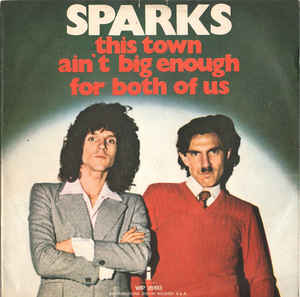 SPARKS
this town
ain't big enough
for both of us
i